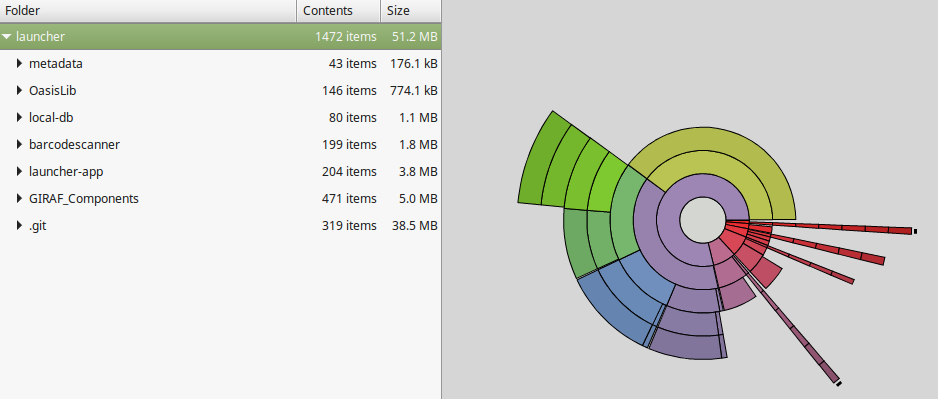 Folder Contents Size
launcher 1472 items 51.2 MB
metadata 43 items 176.1 kB
OasisLib 146 items 774.1 kB
local-db 80 items 1.1 MB
barcodescanner 199 items 1.8 MB
launcher-app 204 items 3.8 MB
GIRAF_Components 471 items 5.0 MB
.git 319 items 38.5 MB